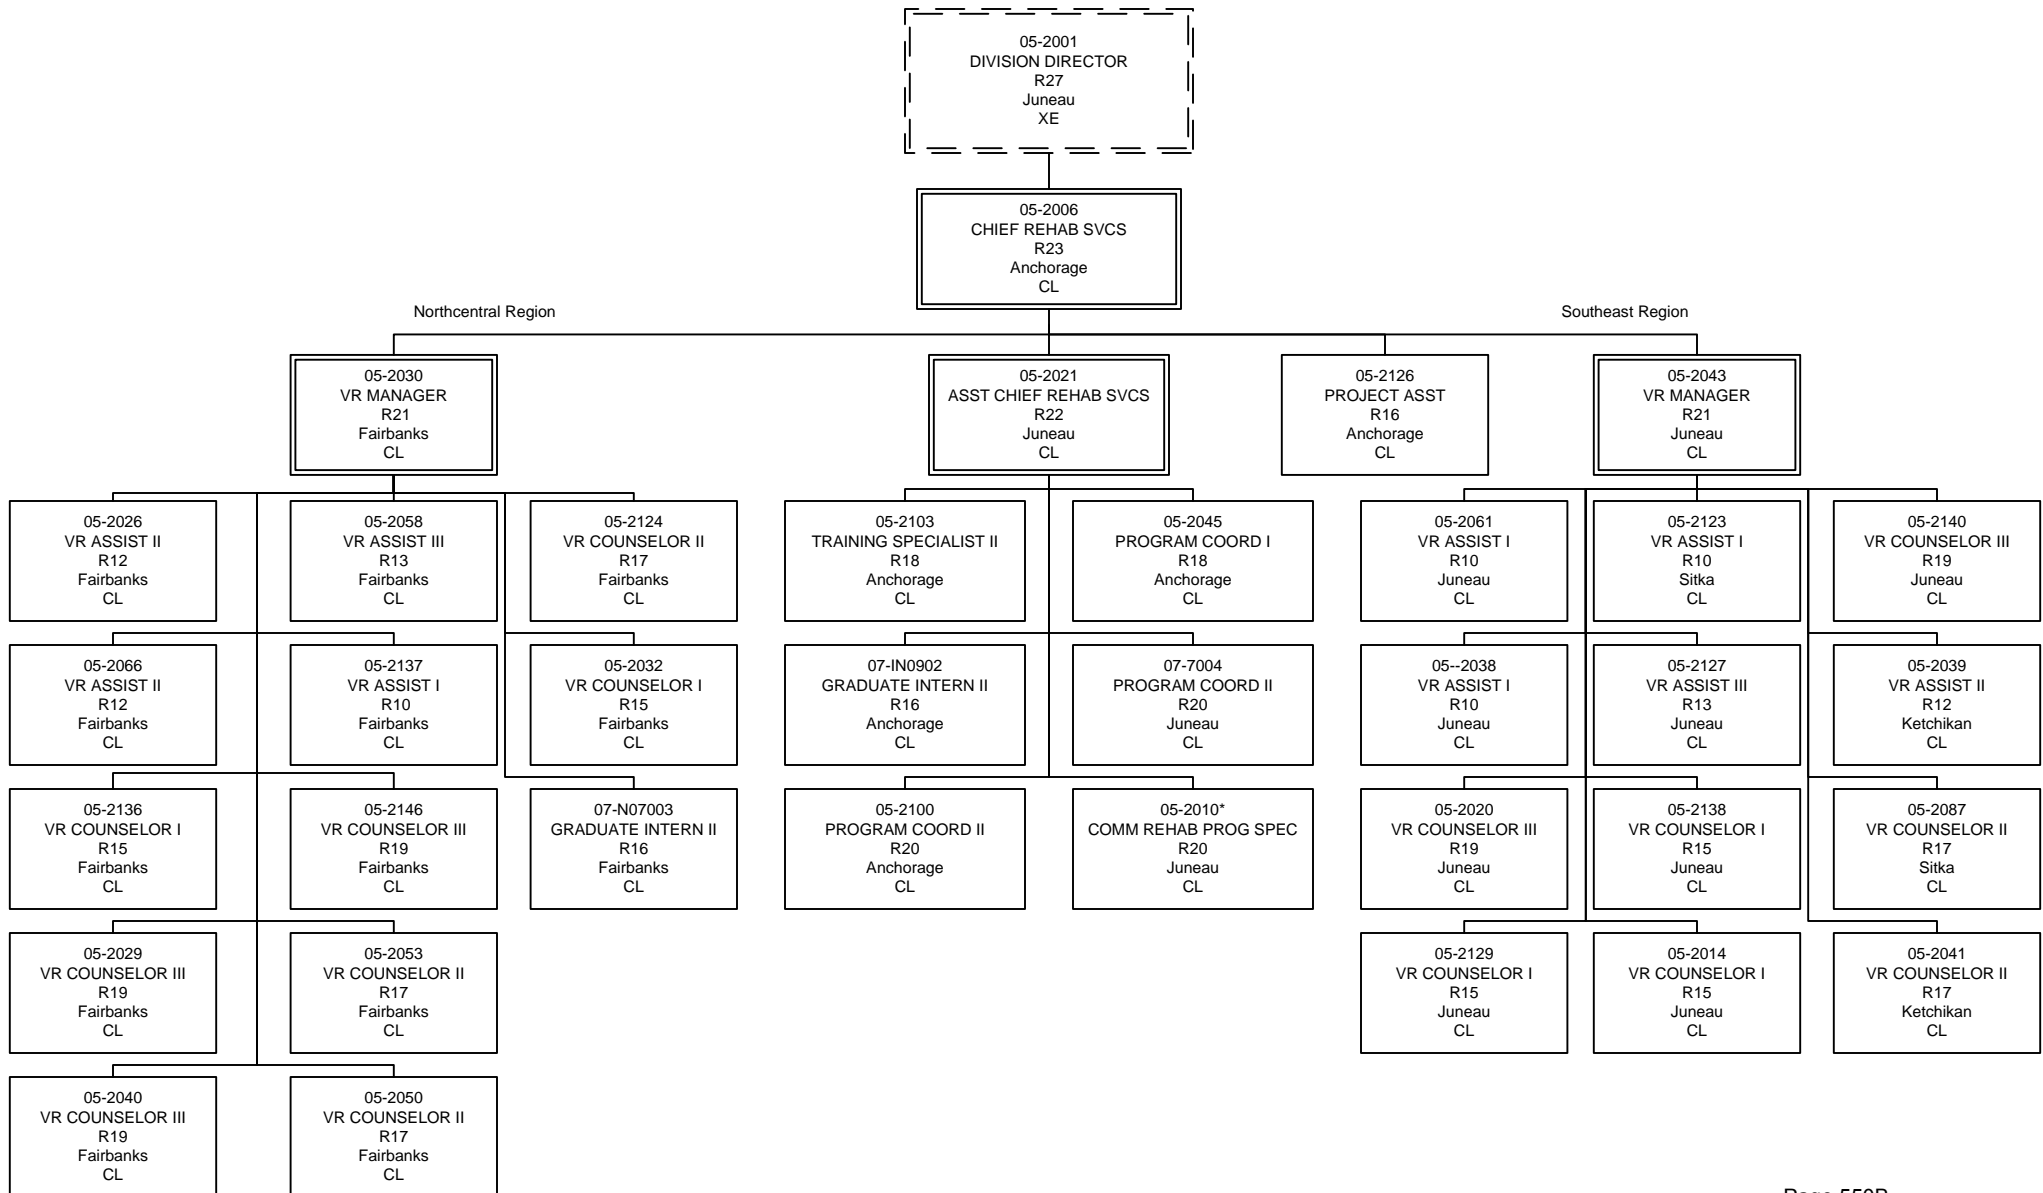 05-2001
DIVISION DIRECTOR
R27
Juneau
XE
05-2006
CHIEF REHAB SVCS
R23
Anchorage
CL
Northcentral Region
Southeast Region
05-2030
VR MANAGER
R21
Fairbanks
CL
05-2021
ASST CHIEF REHAB SVCS
R22
Juneau
CL
05-2126
PROJECT ASST
R16
Anchorage
CL
05-2043
VR MANAGER
R21
Juneau
CL
05-2026
VR ASSIST II
R12
Fairbanks
CL
05-2058
VR ASSIST III
R13
Fairbanks
CL
05-2124
VR COUNSELOR II
R17
Fairbanks
CL
05-2103
TRAINING SPECIALIST II
R18
Anchorage
CL
05-2045
PROGRAM COORD I
R18
Anchorage
CL
05-2061
VR ASSIST I
R10
Juneau
CL
05-2123
VR ASSIST I
R10
Sitka
CL
05-2140
VR COUNSELOR III
R19
Juneau
CL
05-2066
VR ASSIST II
R12
Fairbanks
CL
05-2137
VR ASSIST I
R10
Fairbanks
CL
05-2032
VR COUNSELOR I
R15
Fairbanks
CL
07-IN0902
GRADUATE INTERN II
R16
Anchorage
CL
07-7004
PROGRAM COORD II
R20
Juneau
CL
05--2038
VR ASSIST I
R10
Juneau
CL
05-2127
VR ASSIST III
R13
Juneau
CL
05-2039
VR ASSIST II
R12
Ketchikan
CL
05-2136
VR COUNSELOR I
R15
Fairbanks
CL
05-2146
VR COUNSELOR III
R19
Fairbanks
CL
07-N07003
GRADUATE INTERN II
R16
Fairbanks
CL
05-2100
PROGRAM COORD II
R20
Anchorage
CL
05-2010*
COMM REHAB PROG SPEC
R20
Juneau
CL
05-2020
VR COUNSELOR III
R19
Juneau
CL
05-2138
VR COUNSELOR I
R15
Juneau
CL
05-2087
VR COUNSELOR II
R17
Sitka
CL
05-2029
VR COUNSELOR III
R19
Fairbanks
CL
05-2053
VR COUNSELOR II
R17
Fairbanks
CL
05-2129
VR COUNSELOR I
R15
Juneau
CL
05-2014
VR COUNSELOR I
R15
Juneau
CL
05-2041
VR COUNSELOR II
R17
Ketchikan
CL
05-2040
VR COUNSELOR III
R19
Fairbanks
CL
05-2050
VR COUNSELOR II
R17
Fairbanks
CL